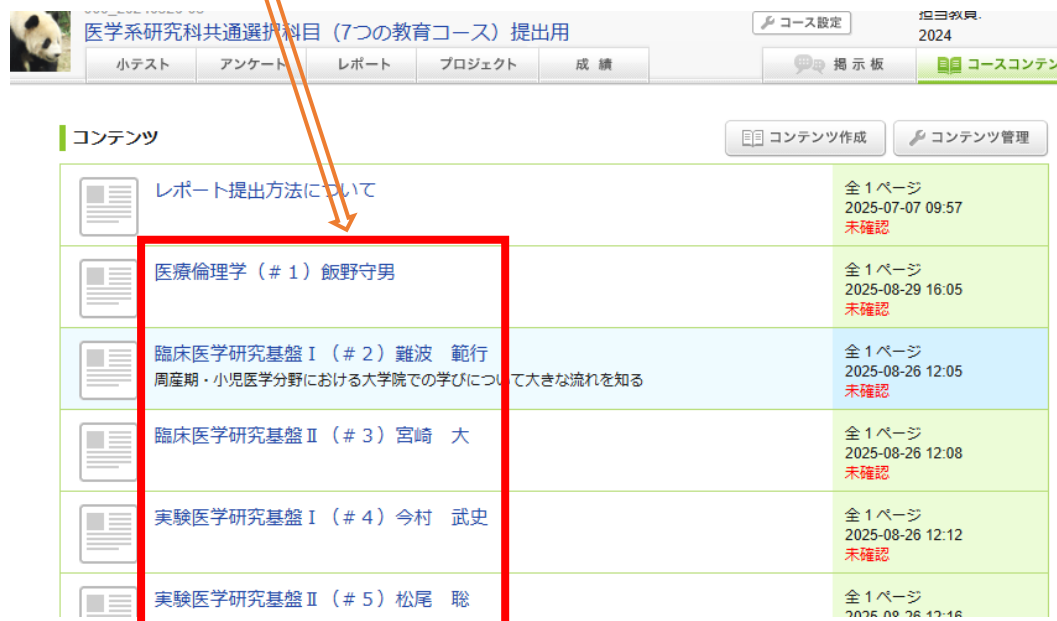 医学系研究科共通選択科目（7つの教育コース）提出用
コース設定
担当教員.
2024
小テスト
アンケート
レポート
プロジェクト
成 績
掲 示 板
コースコンテン
コンテンツ
コンテンツ作成
コンテンツ管理
レポート提出方法について
全 1 ページ
2025-07-07 09:57
未確認
医療倫理学（＃１）飯野守男
全 1 ページ
2025-08-29 16:05
未確認
臨床医学研究基盤Ⅰ（＃２）難波　範行
周産期・小児医学分野における大学院での学びについて大きな流れを知る
全 1 ページ
2025-08-26 12:05
未確認
臨床医学研究基盤Ⅱ（＃３）宮崎　大
全 1 ページ
2025-08-26 12:08
未確認
実験医学研究基盤Ⅰ（＃４）今村　武史
全 1 ページ
2025-08-26 12:12
未確認
実験医学研究基盤Ⅱ（＃５）松尾　聡
全 1 ページ
2025-08-26 12:16